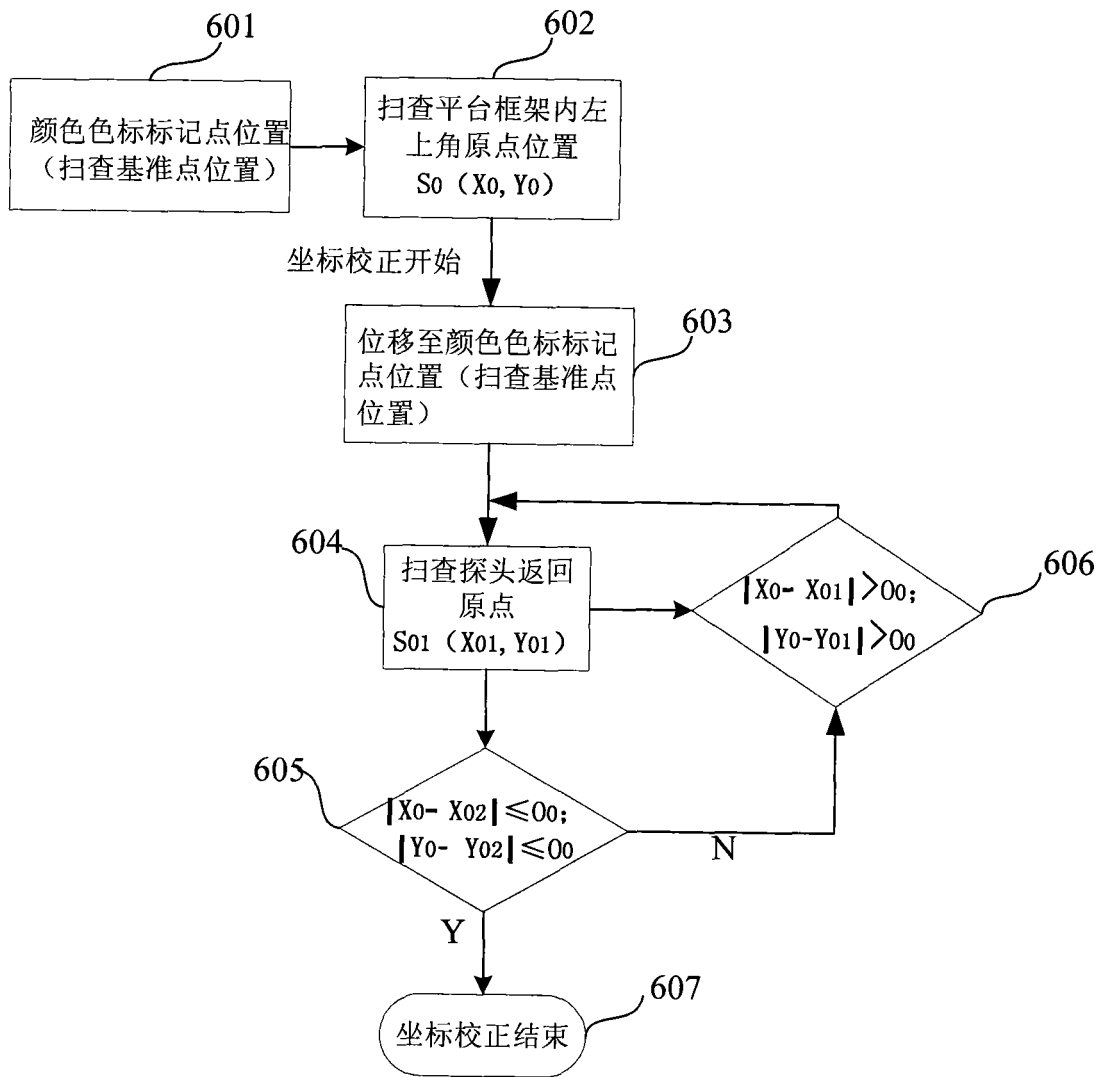 601
颜色色标标记点位置
(扫查基准点位置)
602
扫查平台框架内左
上角原点位置
S0 (X0, Y0)
坐标校正开始
603
位移至颜色色标标记
点位置(扫查基准点
位置)
604
扫查探头返回
原点
S01 (X01, Y01)
606
|X0- X01|>O0;
|Y0-Y01|>O0
605
|X0- X02|≤O0;
|Y0- Y02|≤O0
N
Y
607
坐标校正结束